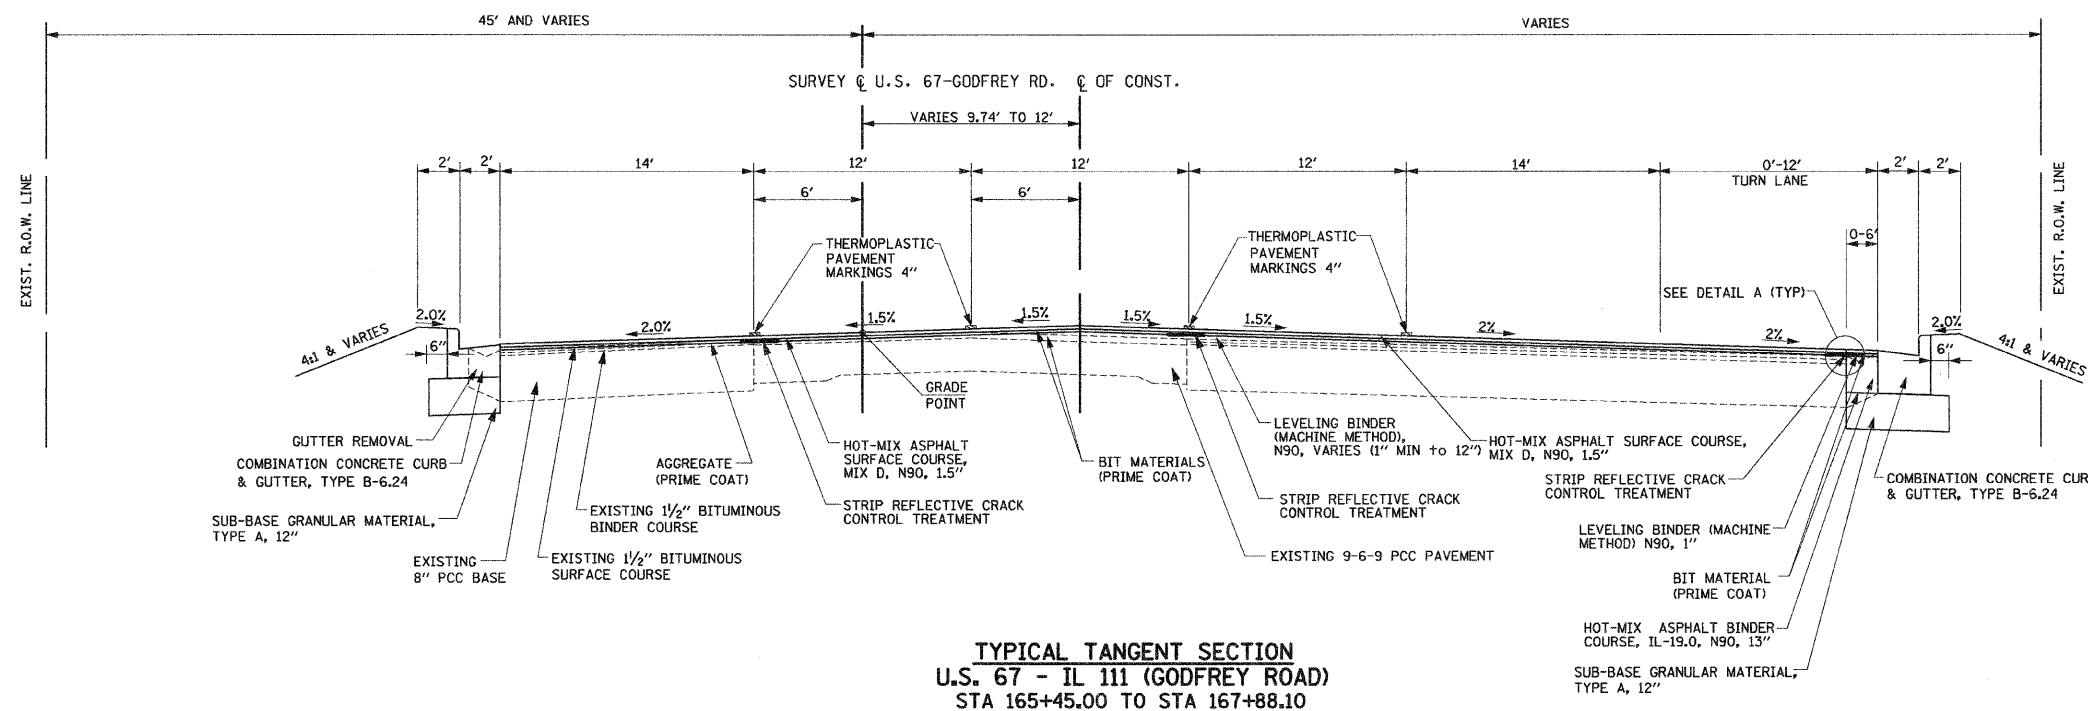 45' AND VARIES
VARIES
SURVEY ℄ U.S. 67-GODFREY RD.
℄ OF CONST.
VARIES 9.74' TO 12'
2'
2'
14'
12'
12'
12'
14'
0'-12'
TURN LANE
2'
2'
6'
6'
EXIST. R.O.W. LINE
EXIST. R.O.W. LINE
0-6'
THERMOPLASTIC
PAVEMENT
MARKINGS 4"
THERMOPLASTIC
PAVEMENT
MARKINGS 4"
SEE DETAIL A (TYP)
4:1 & VARIES
2.0%
6"
2.0%
1.5%
1.5%
1.5%
1.5%
2%
2%
2.0%
6"
4:1 & VARIES
GRADE
POINT
GUTTER REMOVAL
COMBINATION CONCRETE CURB
& GUTTER, TYPE B-6.24
SUB-BASE GRANULAR MATERIAL,
TYPE A, 12"
EXISTING
8" PCC BASE
EXISTING 1½" BITUMINOUS
SURFACE COURSE
EXISTING 1½" BITUMINOUS
BINDER COURSE
AGGREGATE
(PRIME COAT)
HOT-MIX ASPHALT
SURFACE COURSE,
MIX D, N90, 1.5"
STRIP REFLECTIVE CRACK
CONTROL TREATMENT
BIT MATERIALS
(PRIME COAT)
LEVELING BINDER
(MACHINE METHOD),
N90, VARIES (1" MIN to 12")
STRIP REFLECTIVE CRACK
CONTROL TREATMENT
EXISTING 9-6-9 PCC PAVEMENT
HOT-MIX ASPHALT SURFACE COURSE,
MIX D, N90, 1.5"
STRIP REFLECTIVE CRACK
CONTROL TREATMENT
LEVELING BINDER (MACHINE
METHOD) N90, 1"
BIT MATERIAL
(PRIME COAT)
HOT-MIX ASPHALT BINDER
COURSE, IL-19.0, N90, 13"
SUB-BASE GRANULAR MATERIAL,
TYPE A, 12"
COMBINATION CONCRETE CUR
& GUTTER, TYPE B-6.24
TYPICAL TANGENT SECTION
U.S. 67 - IL 111 (GODFREY ROAD)
STA 165+45.00 TO STA 167+88.10